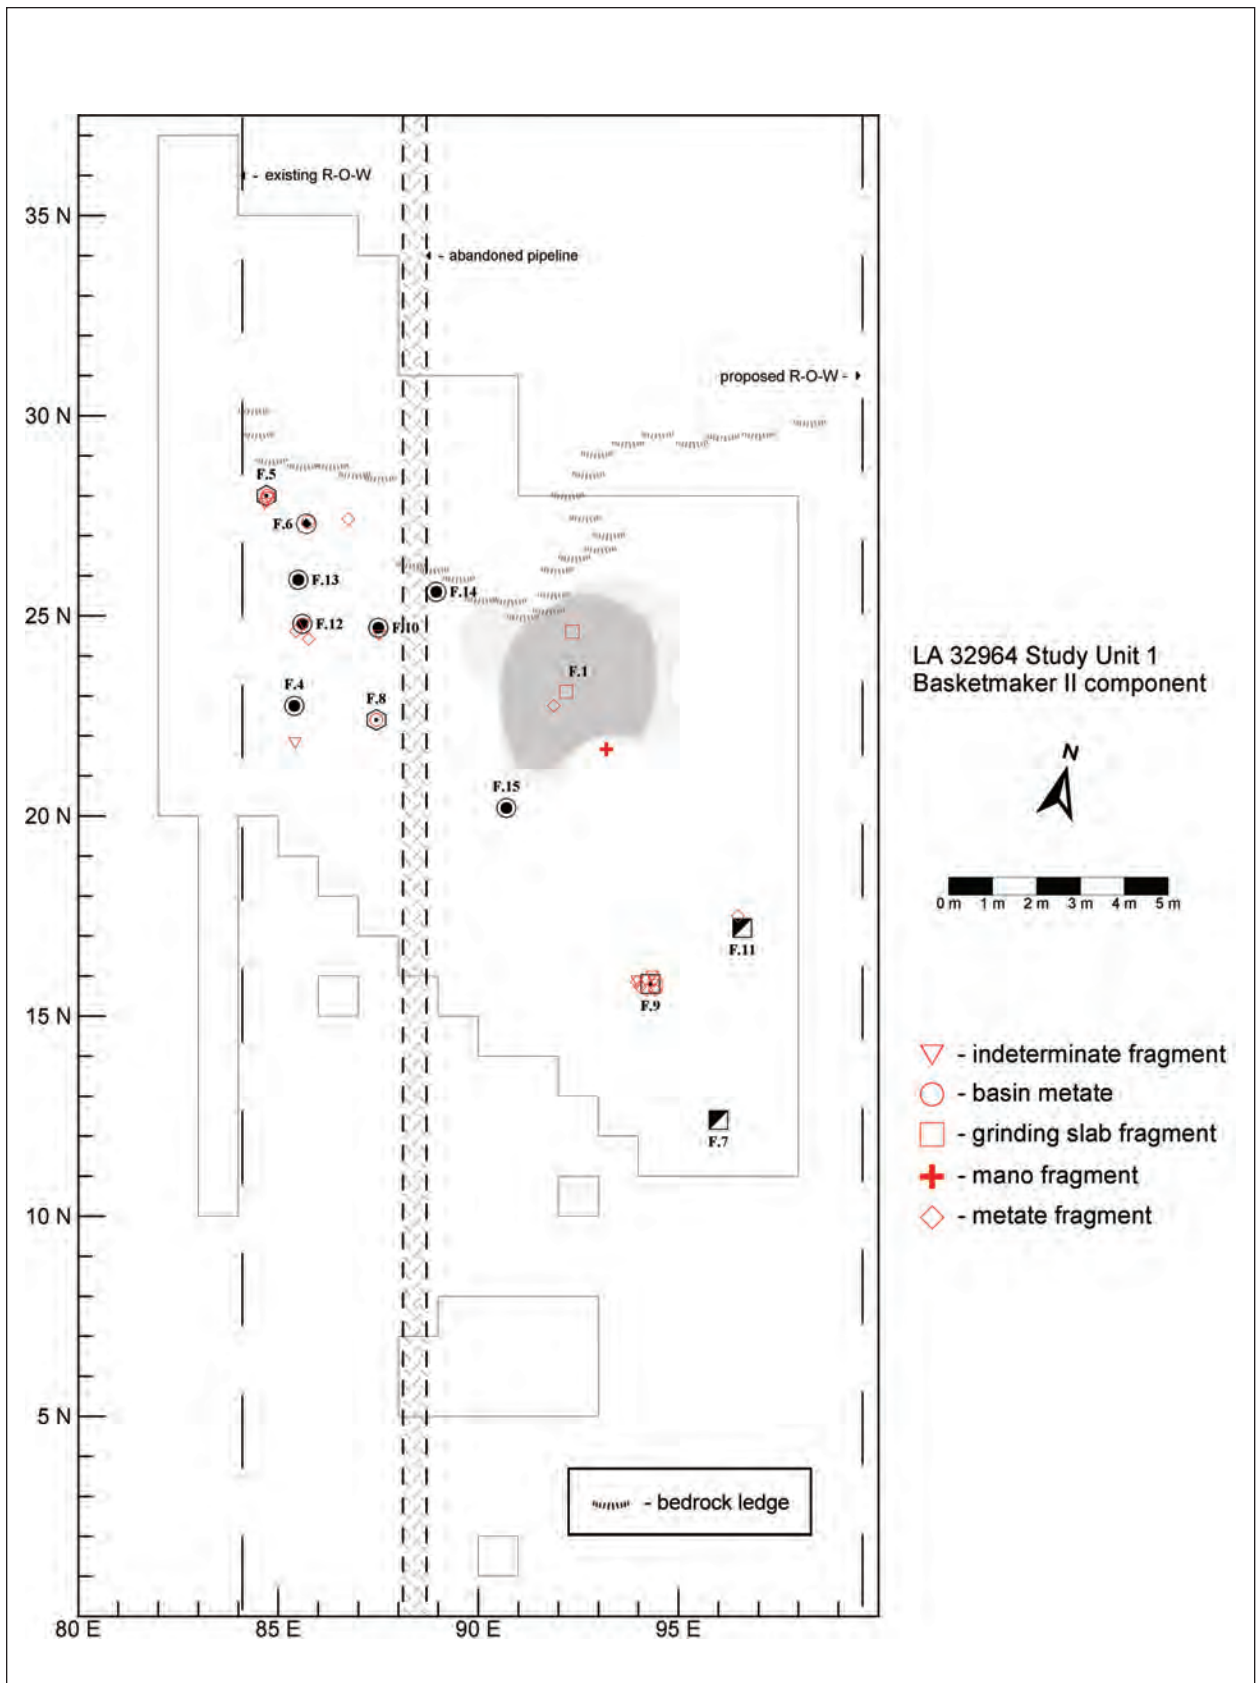 - existing R-O-W
35 N
- abandoned pipeline
proposed R-O-W -
30 N
F.5
F.6
F.13
F.14
25 N
F.12
F.10
F.1
F.4
F.8
F.15
20 N
F.11
F.9
15 N
F.7
10 N
5 N
- bedrock ledge
80 E
85 E
90 E
95 E
LA 32964 Study Unit 1
Basketmaker II component
N
0 m 1 m 2 m 3 m 4 m 5 m
- indeterminate fragment
- basin metate
- grinding slab fragment
- mano fragment
- metate fragment